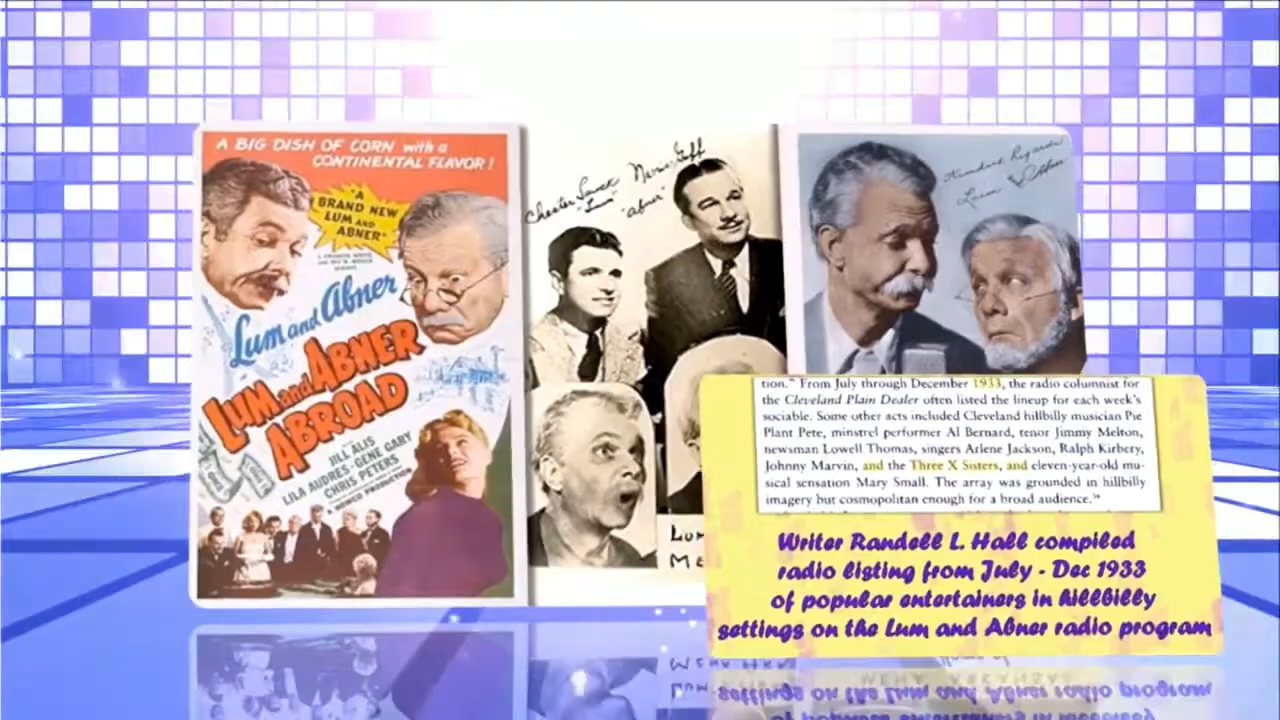 A BIG DISH OF CORN with a
CONTINENTAL FLAVOR!
"A
BRAND NEW
LUM AND
ABNER"
Lum and Abner
LUM and ABNER
ABROAD
JILL ALIS
LILA AUDRES · GENE GARY
CHRIS PETERS
A HOWCO PRODUCTION
"Lum" "Abner"
Kindest Regards
Lum & Abner
tion." From July through December 1933, the radio columnist for
the Cleveland Plain Dealer often listed the lineup for each week's
sociable. Some other acts included Cleveland hillbilly musician Pie
Plant Pete, minstrel performer Al Bernard, tenor Jimmy Melton,
newsman Lowell Thomas, singers Arlene Jackson, Ralph Kirbery,
Johnny Marvin, and the Three X Sisters, and eleven-year-old mu-
sical sensation Mary Small. The array was grounded in hillbilly
imagery but cosmopolitan enough for a broad audience."
Writer Randell L. Hall compiled
radio listing from July - Dec 1933
of popular entertainers in hillbilly
settings on the Lum and Abner radio program